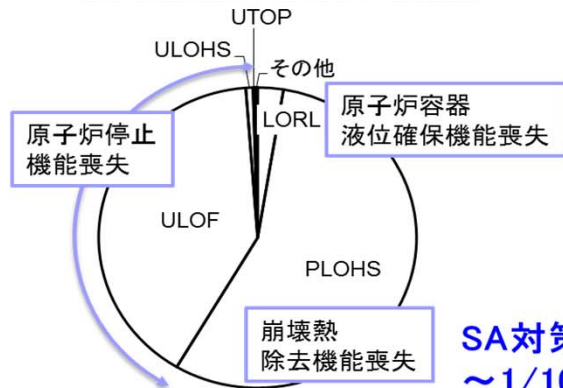 UTOP
ULOHS
その他
原子炉停止
機能喪失
LORL
原子炉容器
液位確保機能喪失
ULOF
PLOHS
崩壊熱
除去機能喪失
SA対策
～1/10